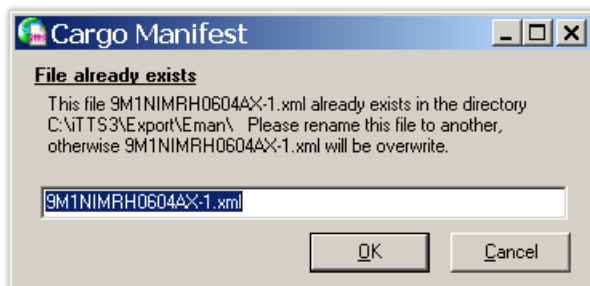 Cargo Manifest
File already exists
This file 9M1NIMRH0604AX-1.xml already exists in the directory
C:\iTTS3\Export\Eman\   Please rename this file to another,
otherwise 9M1NIMRH0604AX-1.xml will be overwrite.
9M1NIMRH0604AX-1.xml
OK Cancel